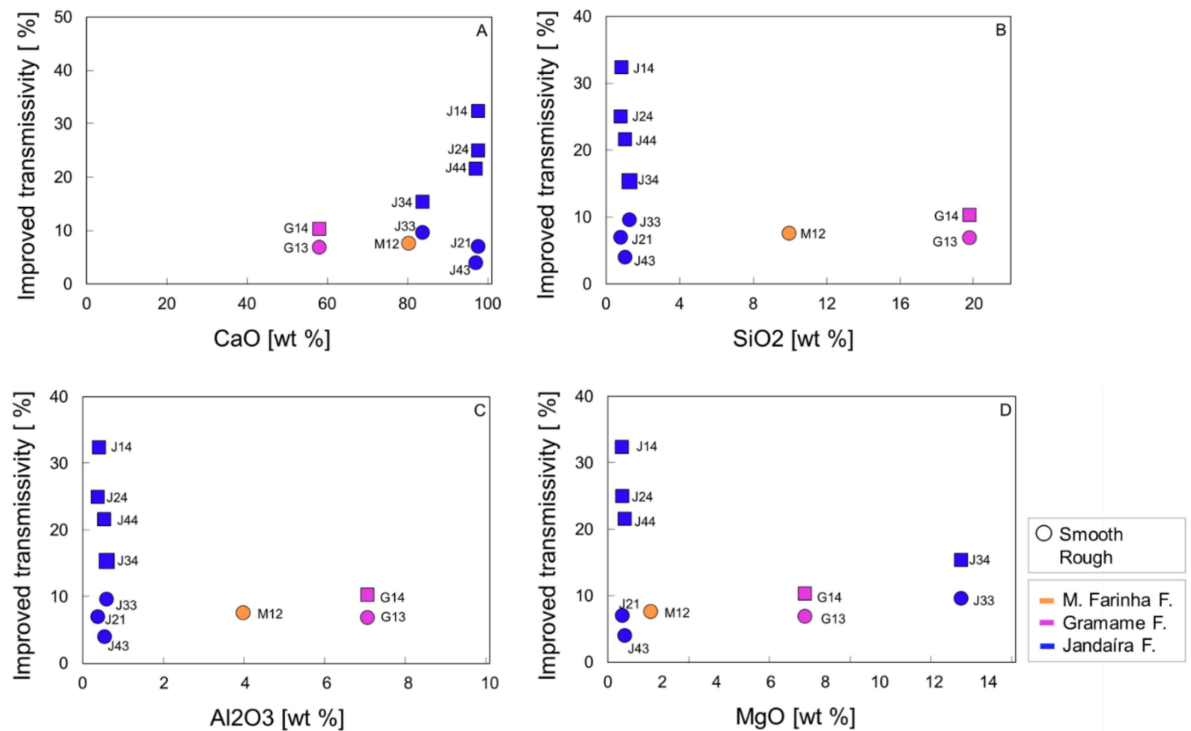 A
Improved transmissivity [ %]
50
40
30
20
10
0
J14
J24
J44
J34
J33
G14
G13
M12
J21
J43
0 20 40 60 80 100
CaO [wt %]
B
Improved transmissivity [ %]
40
30
20
10
0
J14
J24
J44
J34
J33
J21
J43
M12
G14
G13
0 4 8 12 16 20
SiO2 [wt %]
C
Improved transmissivity [ %]
40
30
20
10
0
J14
J24
J44
J34
J33
J21
J43
M12
G14
G13
0 2 4 6 8 10
Al2O3 [wt %]
D
Improved transmissivity [ %]
40
30
20
10
0
J14
J24
J44
J34
J33
J21
J43
M12
G14
G13
0 2 4 6 8 10 12 14
MgO [wt %]
Smooth
Rough
M. Farinha F.
Gramame F.
Jandaíra F.